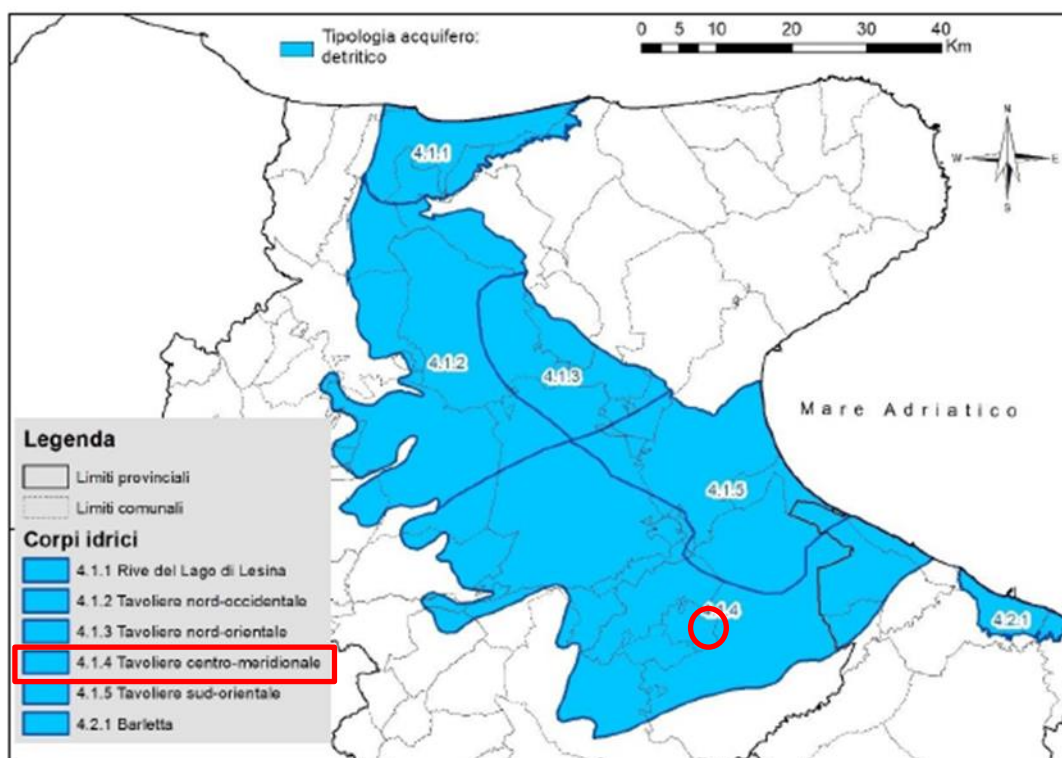 Tipologia acquifero:
detritico
0 5 10 20 30 40
Km
N
W E
S
4.1.1
4.1.2
4.1.3
Mare Adriatico
4.1.5
4.1.4
4.2.1
Legenda
Limiti provinciali
Limiti comunali
Corpi idrici
4.1.1 Rive del Lago di Lesina
4.1.2 Tavoliere nord-occidentale
4.1.3 Tavoliere nord-orientale
4.1.4 Tavoliere centro-meridionale
4.1.5 Tavoliere sud-orientale
4.2.1 Barletta